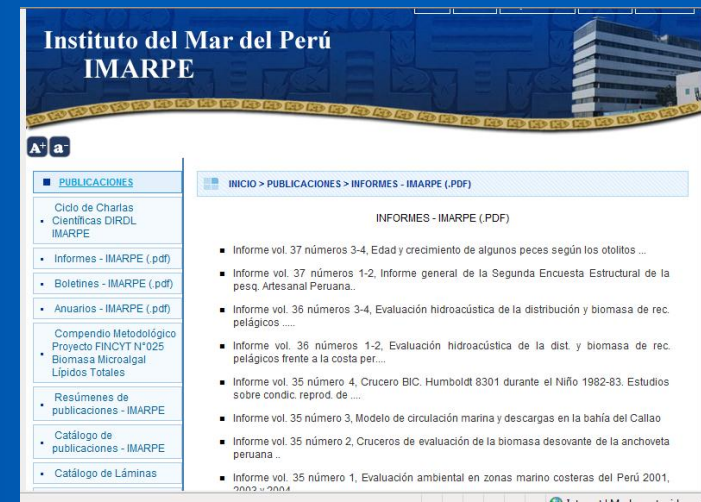 Instituto del Mar del Perú
IMARPE
A+ a-
PUBLICACIONES
Ciclo de Charlas
Científicas DIRDL
IMARPE
Informes - IMARPE (.pdf)
Boletines - IMARPE (.pdf)
Anuarios - IMARPE (.pdf)
Compendio Metodológico
Proyecto FINCYT N°025
Biomasa Microalgal
Lípidos Totales
Resúmenes de
publicaciones - IMARPE
Catálogo de
publicaciones - IMARPE
Catálogo de Láminas
INICIO > PUBLICACIONES > INFORMES - IMARPE (.PDF)
INFORMES - IMARPE (.PDF)
Informe vol. 37 números 3-4, Edad y crecimiento de algunos peces según los otolitos ...
Informe vol. 37 números 1-2, Informe general de la Segunda Encuesta Estructural de la
pesq. Artesanal Peruana..
Informe vol. 36 números 3-4, Evaluación hidroacústica de la distribución y biomasa de rec.
pelágicos .....
Informe vol. 36 números 1-2, Evaluación hidroacústica de la dist. y biomasa de rec.
pelágicos frente a la costa per....
Informe vol. 35 número 4, Crucero BIC. Humboldt 8301 durante el Niño 1982-83. Estudios
sobre condic. reprod. de ....
Informe vol. 35 número 3, Modelo de circulación marina y descargas en la bahía del Callao
Informe vol. 35 número 2, Cruceros de evaluación de la biomasa desovante de la anchoveta
peruana ..
Informe vol. 35 número 1, Evaluación ambiental en zonas marino costeras del Perú 2001,
2003 y 2004